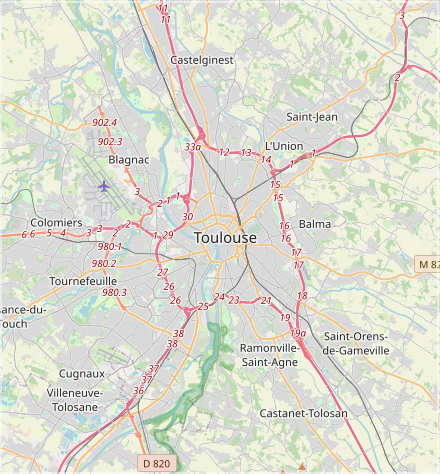 3
11
11
Castelginest
2
902.4
Saint-Jean
902.3
33a
12 13
L'Union
Blagnac
14
1
1
15
3
2 1 1
15
30
Colomiers
2
16
Balma
6 6 5 4 3 3 2
1 29
Toulouse
16
980.1
17
980.2
27
17
M 82
Tournefeuille
26
980.3
26
24
18
sance-du-
23
21
Touch
25
19
38
19a
38
Saint-Orens-
Ramonville-
de-Gameville
Saint-Agne
37
Cugnaux
37
Villeneuve-
36
Tolosane
Castanet-Tolosan
D 820